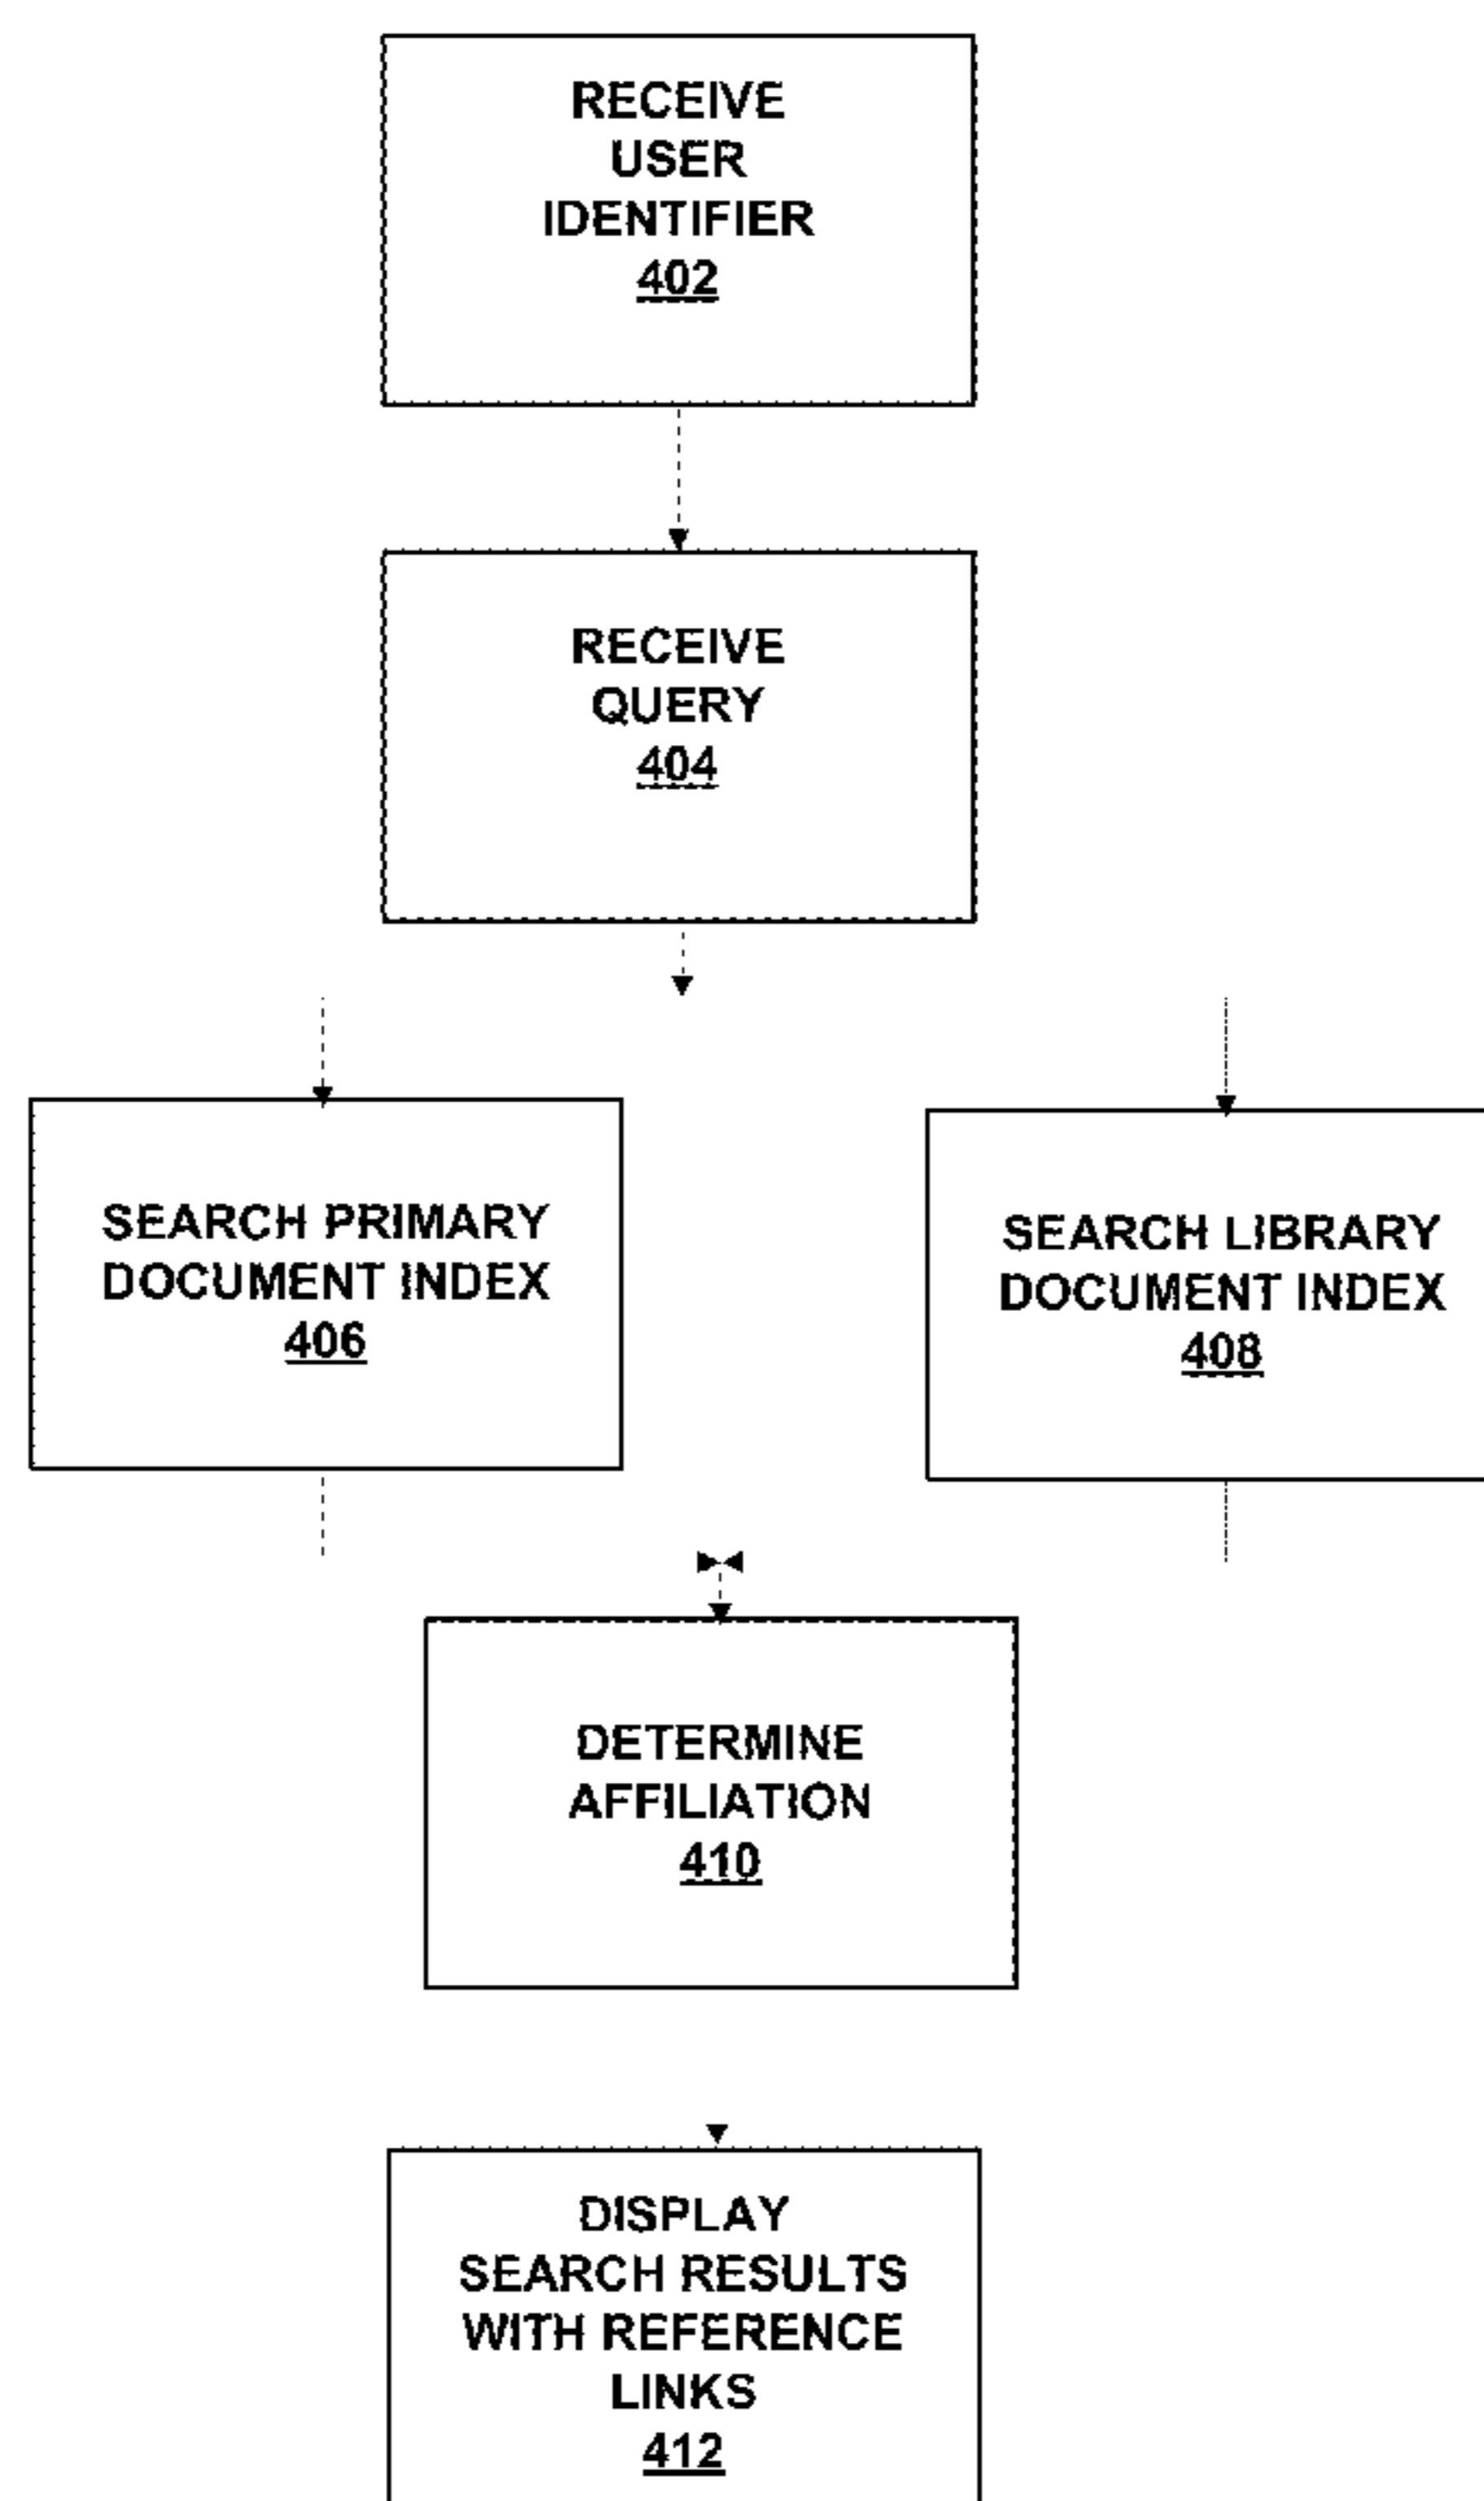 RECEIVE
USER
IDENTIFIER
402
RECEIVE
QUERY
404
SEARCH PRIMARY
DOCUMENT INDEX
406
SEARCH LIBRARY
DOCUMENT INDEX
408
DETERMINE
AFFILIATION
410
DISPLAY
SEARCH RESULTS
WITH REFERENCE
LINKS
412